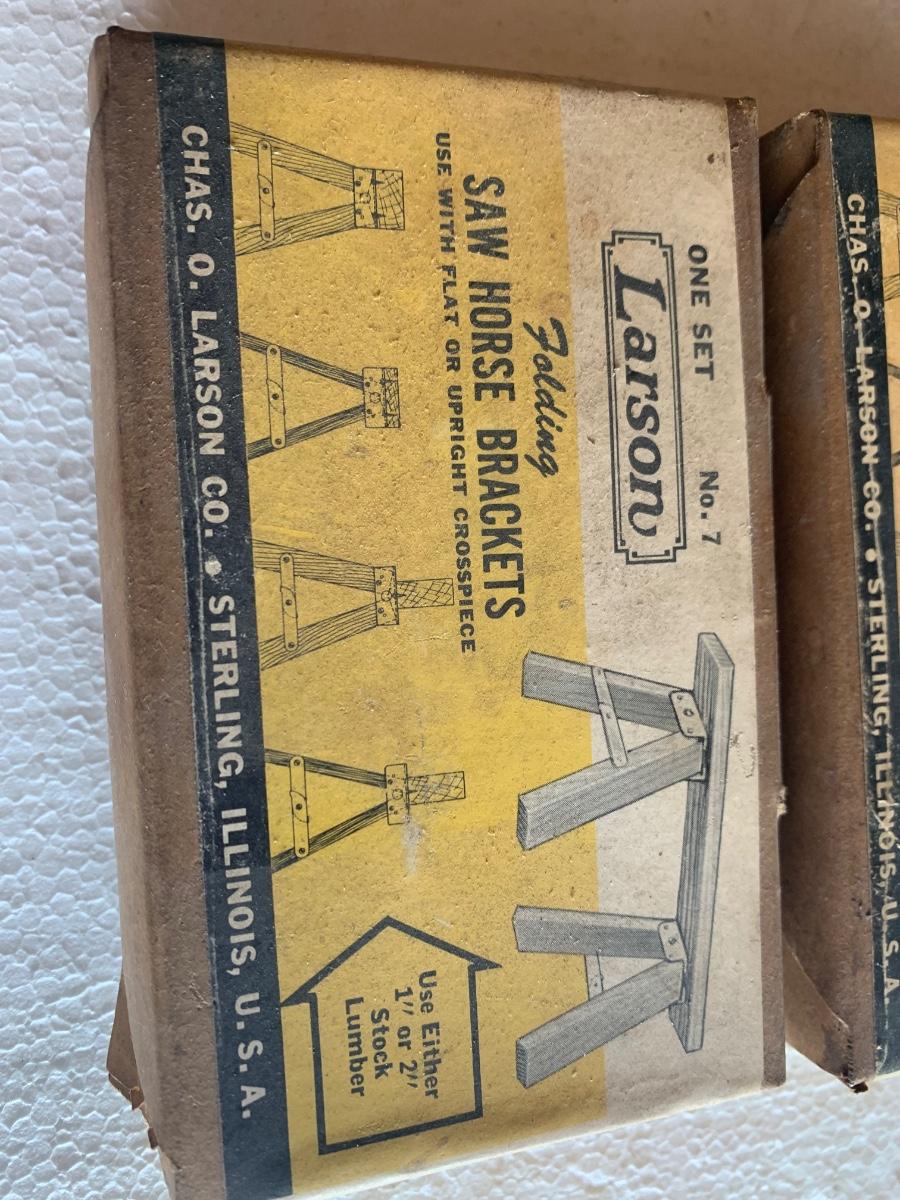 ONE SET No. 7
Larson
Folding
SAW HORSE BRACKETS
USE WITH FLAT OR UPRIGHT CROSSPIECE
Use Either
1" or 2"
Stock
Lumber
CHAS. O. LARSON CO. • STERLING, ILLINOIS, U. S. A.
CHAS. O. LARSON CO. • STERLING, ILLINOIS, U. S. A.